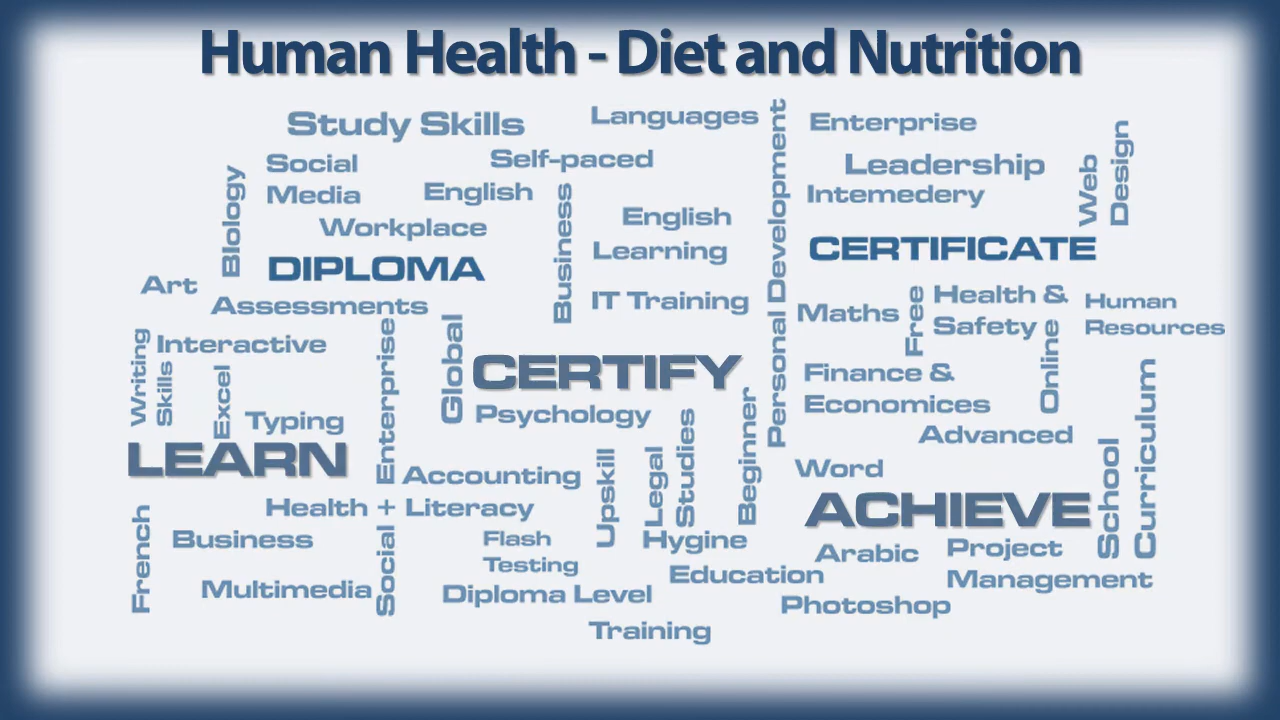 Human Health - Diet and Nutrition
Study Skills
Languages
Enterprise
Social
Media
Self-paced
Leadership
English
Intemedery
Web
Design
Biology
Workplace
English
Business
Learning
Personal Development
DIPLOMA
CERTIFICATE
Art
Assessments
IT Training
Maths
Free
Health &
Safety
Human
Resources
Writing
Skills
Interactive
Enterprise
Global
CERTIFY
Finance &
Economices
Online
Excel
Typing
Psychology
Beginner
Advanced
Curriculum
LEARN
Accounting
Upskill
Legal
Studies
Word
School
ACHIEVE
Health + Literacy
French
Business
Social
Flash
Testing
Hygine
Arabic
Project
Management
Multimedia
Diploma Level
Education
Photoshop
Training